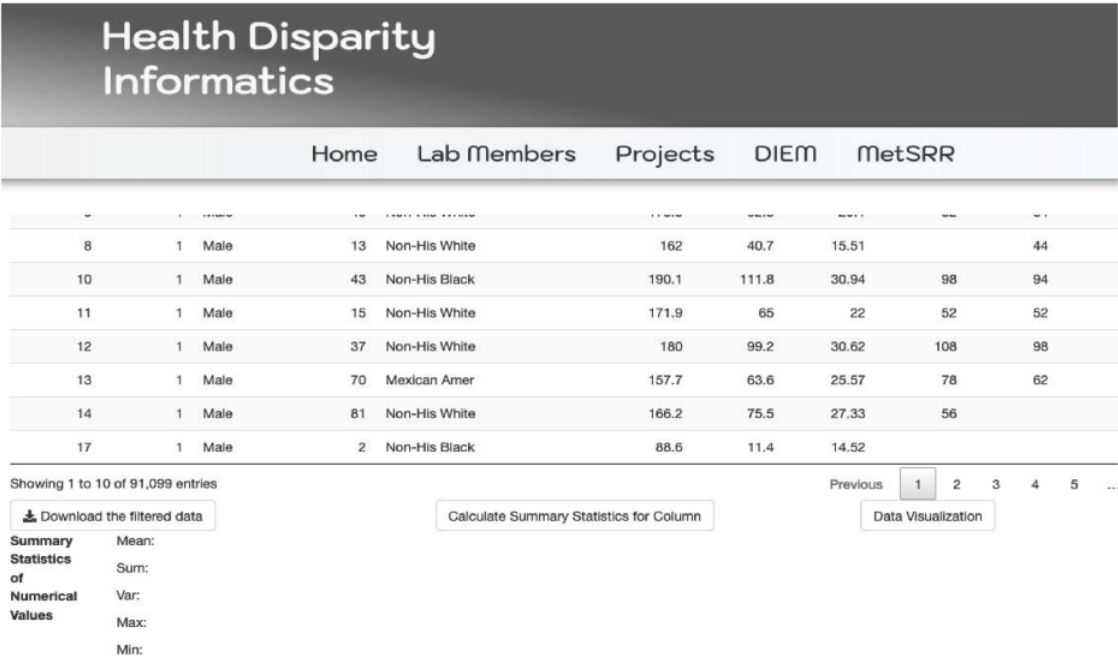 Health Disparity
Informatics
Home Lab Members Projects DIEM MetSRR
8 1 Male 13 Non-His White 162 40.7 15.51 44
10 1 Male 43 Non-His Black 190.1 111.8 30.94 98 94
11 1 Male 15 Non-His White 171.9 65 22 52 52
12 1 Male 37 Non-His White 180 99.2 30.62 108 98
13 1 Male 70 Mexican Amer 157.7 63.6 25.57 78 62
14 1 Male 81 Non-His White 166.2 75.5 27.33 56
17 1 Male 2 Non-His Black 88.6 11.4 14.52
Showing 1 to 10 of 91,099 entries Previous 1 2 3 4 5 ...
Download the filtered data Calculate Summary Statistics for Column Data Visualization
Summary
Statistics
of
Numerical
Values
Mean:
Sum:
Var:
Max:
Min: